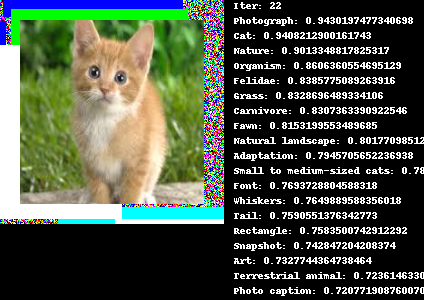 Iter: 22
Photograph: 0.9430197477340698
Cat: 0.9408212900161743
Nature: 0.9013348817825317
Organism: 0.8606360554695129
Felidae: 0.8385775089263916
Grass: 0.8328696489334106
Carnivore: 0.8307363390922546
Fawn: 0.8153199553489685
Natural landscape: 0.80177098512
Adaptation: 0.7945705652236938
Small to medium-sized cats: 0.78
Font: 0.7693728804588318
Whiskers: 0.7649889588356018
Tail: 0.7590551376342773
Rectangle: 0.7583500742912292
Snapshot: 0.742847204208374
Art: 0.7327744364738464
Terrestrial animal: 0.7236146330
Photo caption: 0.720771908760070